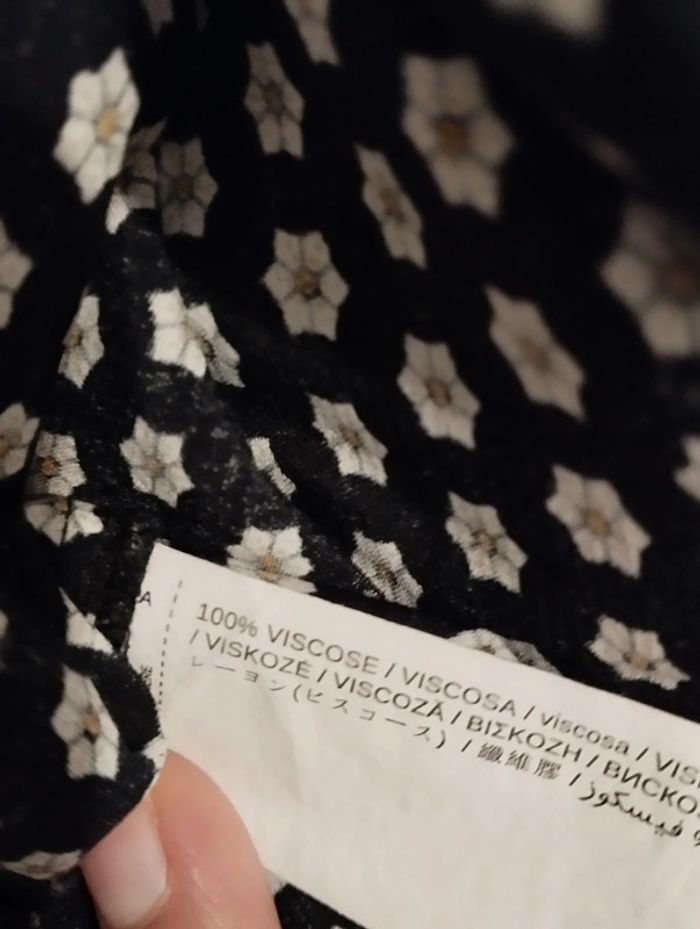 100% VISCOSE / VISCOSA / viscosa / VIS
/ VISKOZĖ / VISCOZĂ / ΒΙΣΚΟΖΗ / ВИСКО
レーヨン(ビスコース) / 纖維膠 / فيسكوز
A